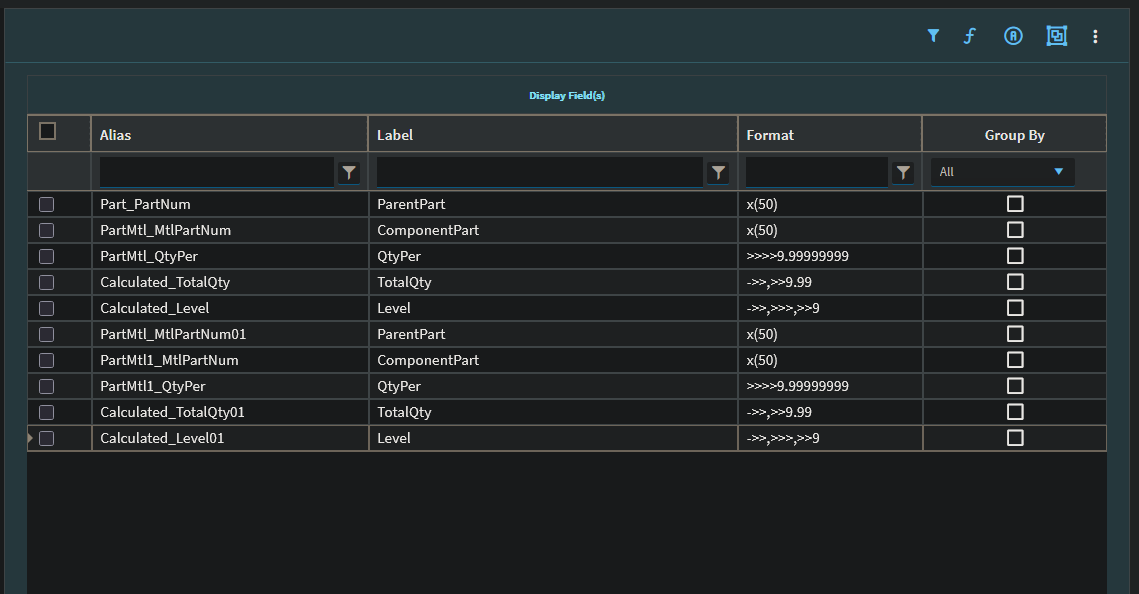 Display Field(s)
Alias Label Format Group By
All
Part_PartNum ParentPart x(50)
PartMtl_MtlPartNum ComponentPart x(50)
PartMtl_QtyPer QtyPer >>>>9.99999999
Calculated_TotalQty TotalQty ->>,>>9.99
Calculated_Level Level ->>,>>>,>>9
PartMtl_MtlPartNum01 ParentPart x(50)
PartMtl1_MtlPartNum ComponentPart x(50)
PartMtl1_QtyPer QtyPer >>>>9.99999999
Calculated_TotalQty01 TotalQty ->>,>>9.99
Calculated_Level01 Level ->>,>>>,>>9